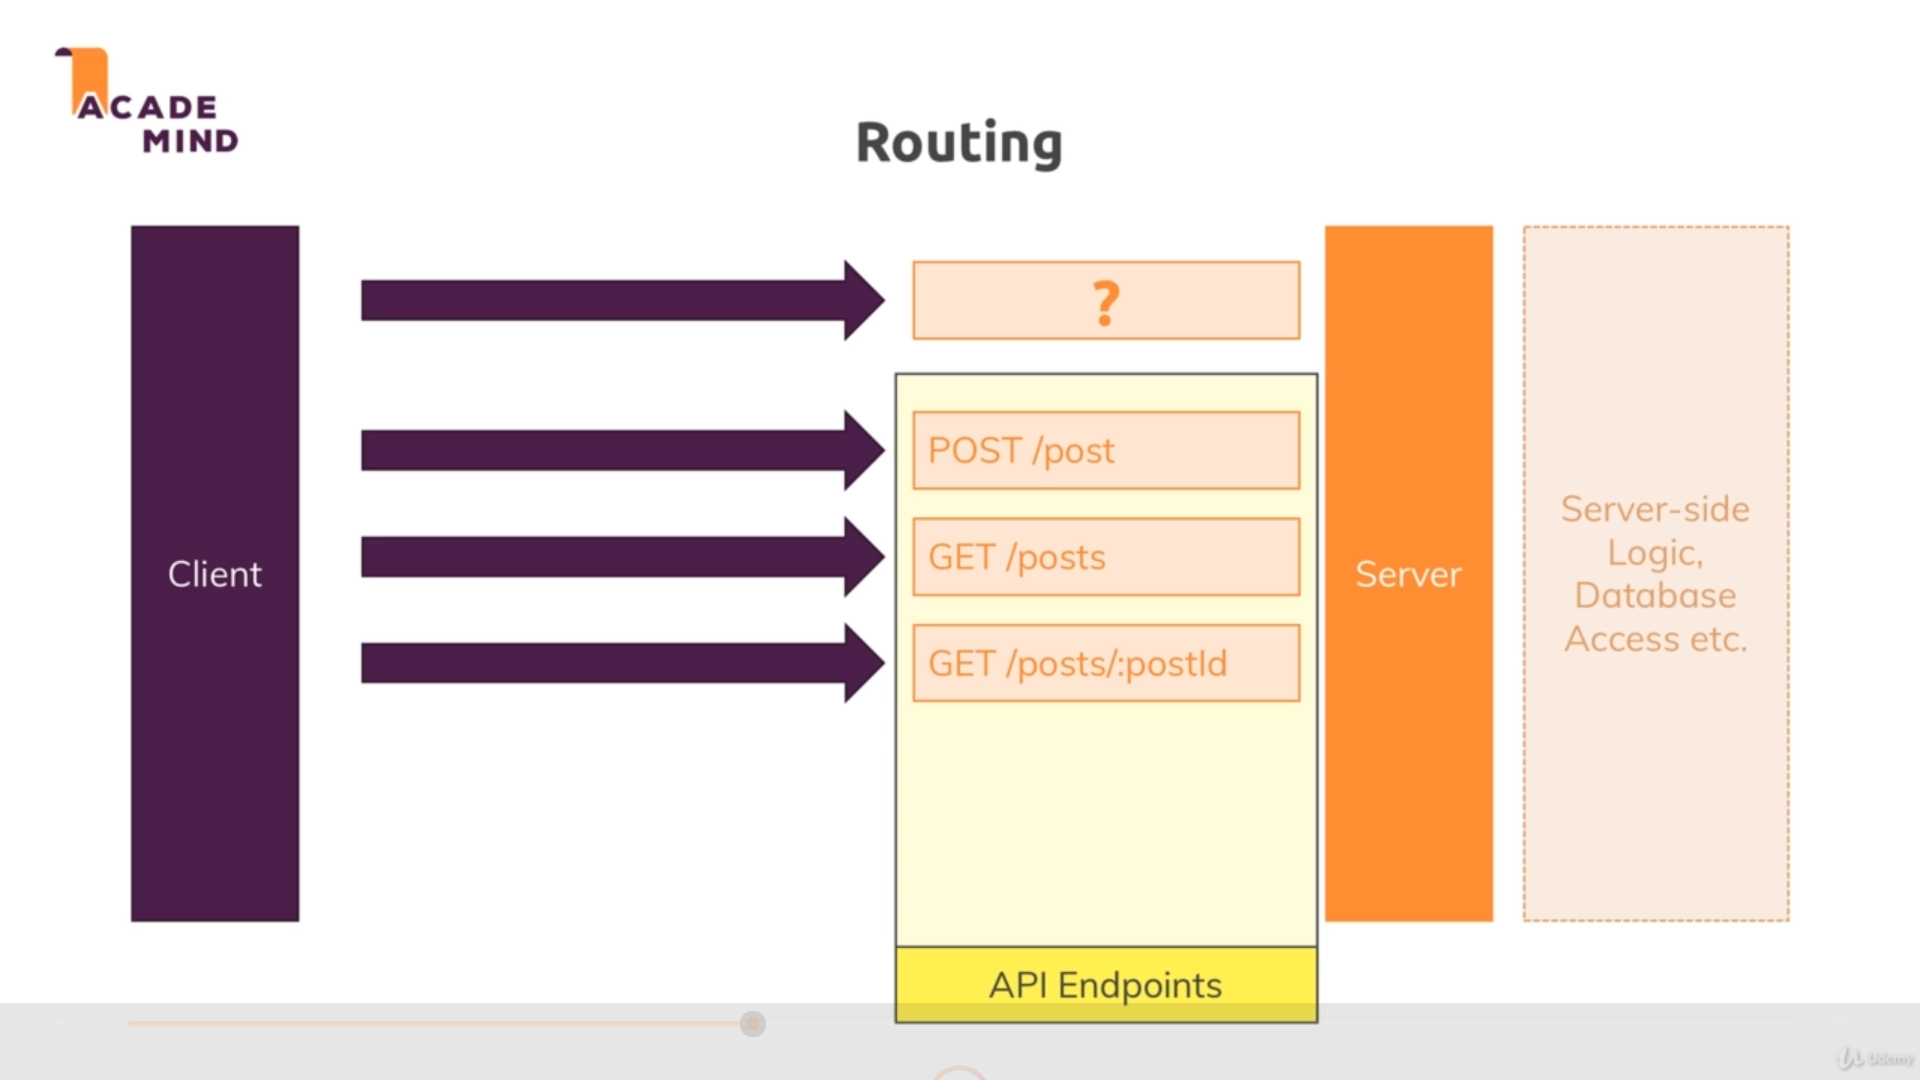 ACADE
MIND
Routing
?
POST /post
GET /posts
GET /posts/:postId
Client
Server
Server-side
Logic,
Database
Access etc.
API Endpoints
Udemy